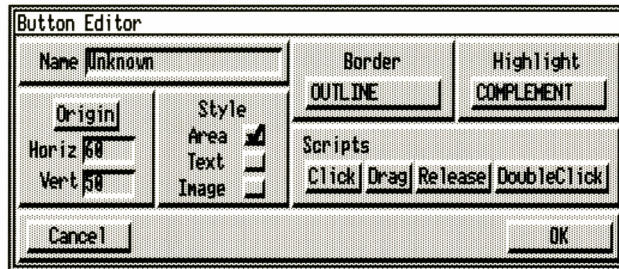 Button Editor
Name Unknown
Border
OUTLINE
Highlight
COMPLEMENT
Origin
Horiz 60
Vert 50
Style
Area
Text
Image
Scripts
Click Drag Release DoubleClick
Cancel
OK